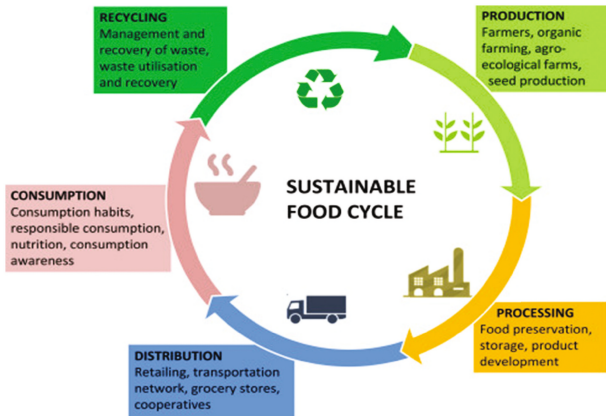 RECYCLING
Management and
recovery of waste,
waste utilisation
and recovery
PRODUCTION
Farmers, organic
farming, agro-
ecological farms,
seed production
SUSTAINABLE
FOOD CYCLE
CONSUMPTION
Consumption habits,
responsible consumption,
nutrition, consumption
awareness
PROCESSING
Food preservation,
storage, product
development
DISTRIBUTION
Retailing, transportation
network, grocery stores,
cooperatives